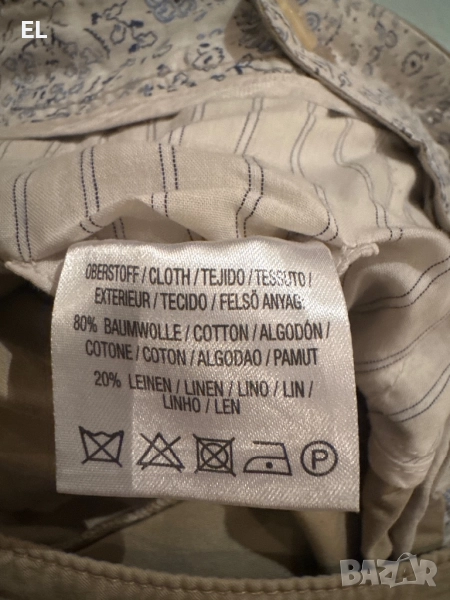 EL
OBERSTOFF / CLOTH / TEJIDO / TESSUTO /
EXTERIEUR / TECIDO / FELSÖ ANYAG:
80% BAUMWOLLE / COTTON / ALGODÓN /
COTONE / COTON / ALGODAO / PAMUT
20% LEINEN / LINEN / LINO / LIN /
LINHO / LEN
P
BAZAR